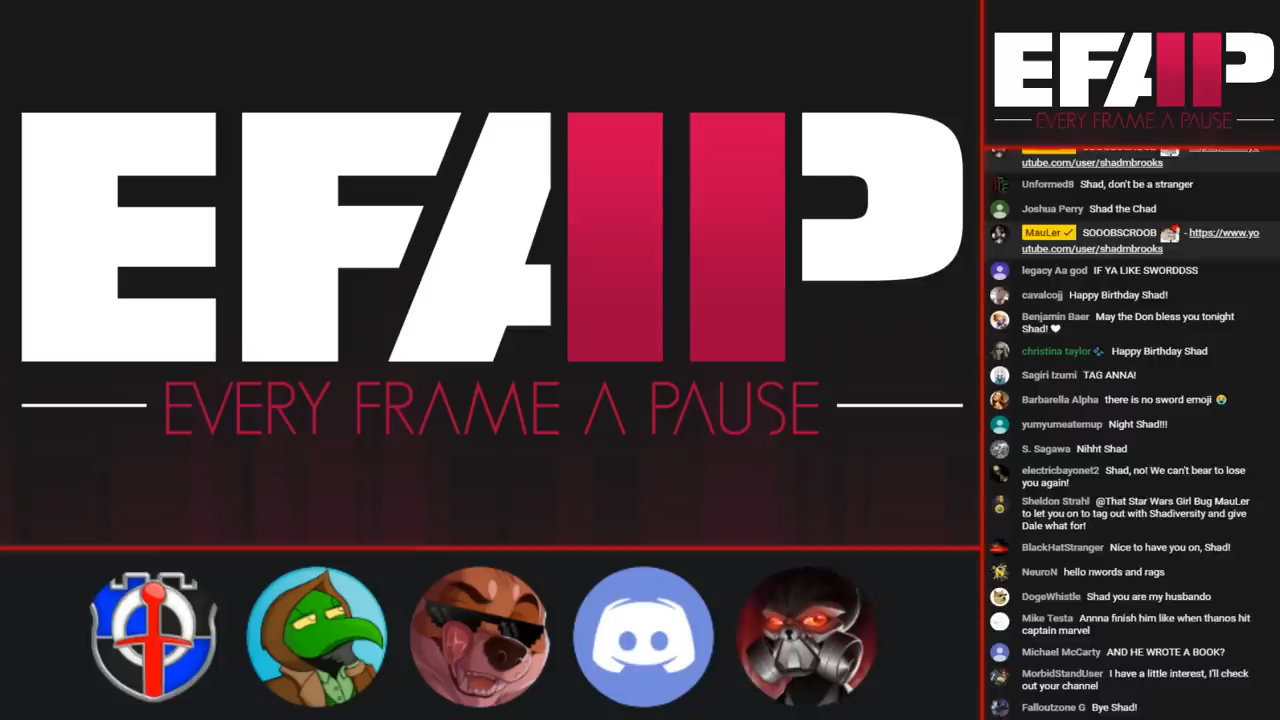 EFAP
EVERY FRAME A PAUSE
EFAP
EVERY FRAME A PAUSE
utube.com/user/shadmbrooks
Unformed8 Shad, don't be a stranger
Joshua Perry Shad the Chad
MauLer ✓ SOOOBSCROOB - https://www.yo
utube.com/user/shadmbrooks
legacy Aa god IF YA LIKE SWORDDSS
cavalcojj Happy Birthday Shad!
Benjamin Baer May the Don bless you tonight
Shad! ♥
christina taylor Happy Birthday Shad
Sagiri Izumi TAG ANNA!
Barbarella Alpha there is no sword emoji 😭
yumyumeatemup Night Shad!!!
S. Sagawa Nihht Shad
electricbayonet2 Shad, no! We can't bear to lose
you again!
Sheldon Strahl @That Star Wars Girl Bug MauLer
to let you on to tag out with Shadiversity and give
Dale what for!
BlackHatStranger Nice to have you on, Shad!
NeuroN hello nwords and rags
DogeWhistle Shad you are my husbando
Mike Testa Annna finish him like when thanos hit
captain marvel
Michael McCarty AND HE WROTE A BOOK?
MorbidStandUser I have a little interest, I'll check
out your channel
Falloutzone G Bye Shad!